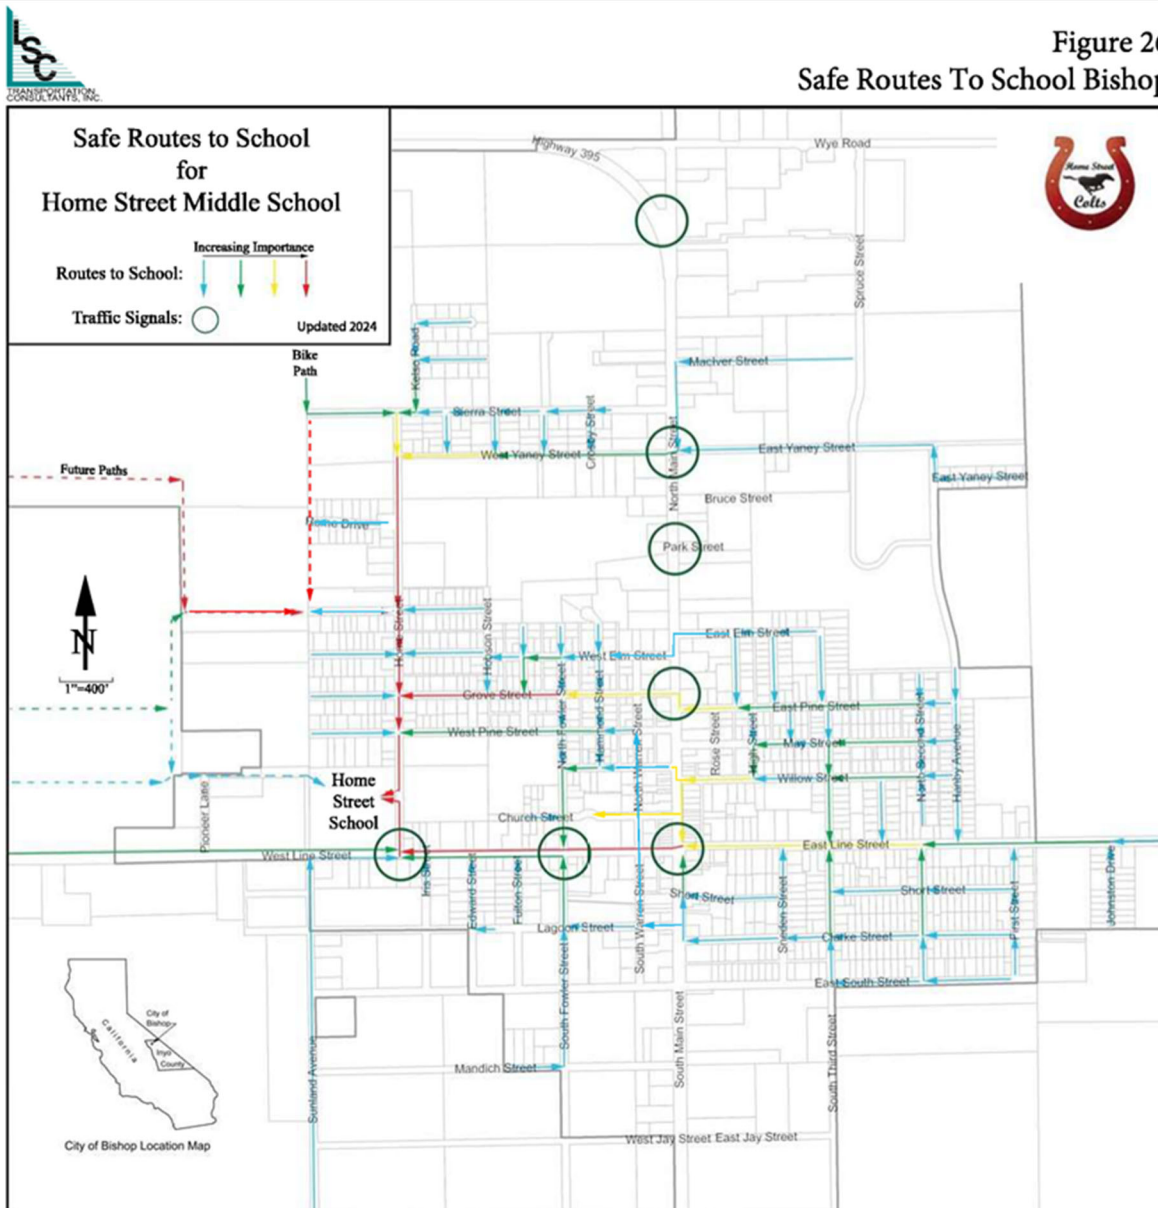 LSC
TRANSPORTATION
CONSULTANTS, INC.
Figure 26
Safe Routes To School Bishop
Safe Routes to School
for
Home Street Middle School
Increasing Importance
Routes to School:
Traffic Signals:
Updated 2024
Home Street
Colts
Highway 395
Wye Road
Spruce Street
Bike
Path
Kelso Road
MacIver Street
Sierra Street
Crosby Street
North Main Street
West Yaney Street
East Yaney Street
East Yaney Street
Future Paths
Bruce Street
Home Drive
Park Street
N
1"=400'
Home Street
Hobson Street
East Elm Street
West Elm Street
Grove Street
North Fowler Street
Hammond Street
East Pine Street
West Pine Street
North Warren Street
Rose Street
High Street
May Street
North Second Street
Hanby Avenue
Willow Street
Home
Street
School
Pioneer Lane
Church Street
East Line Street
West Line Street
Iris Street
Edward Street
Fulton Street
South Warren Street
Short Street
Sneden Street
Short Street
First Street
Johnston Drive
Lagoon Street
Clarke Street
East South Street
South Fowler Street
South Main Street
South Third Street
Sunland Avenue
Mandich Street
West Jay Street
East Jay Street
California
City of
Bishop
Inyo
County
City of Bishop Location Map